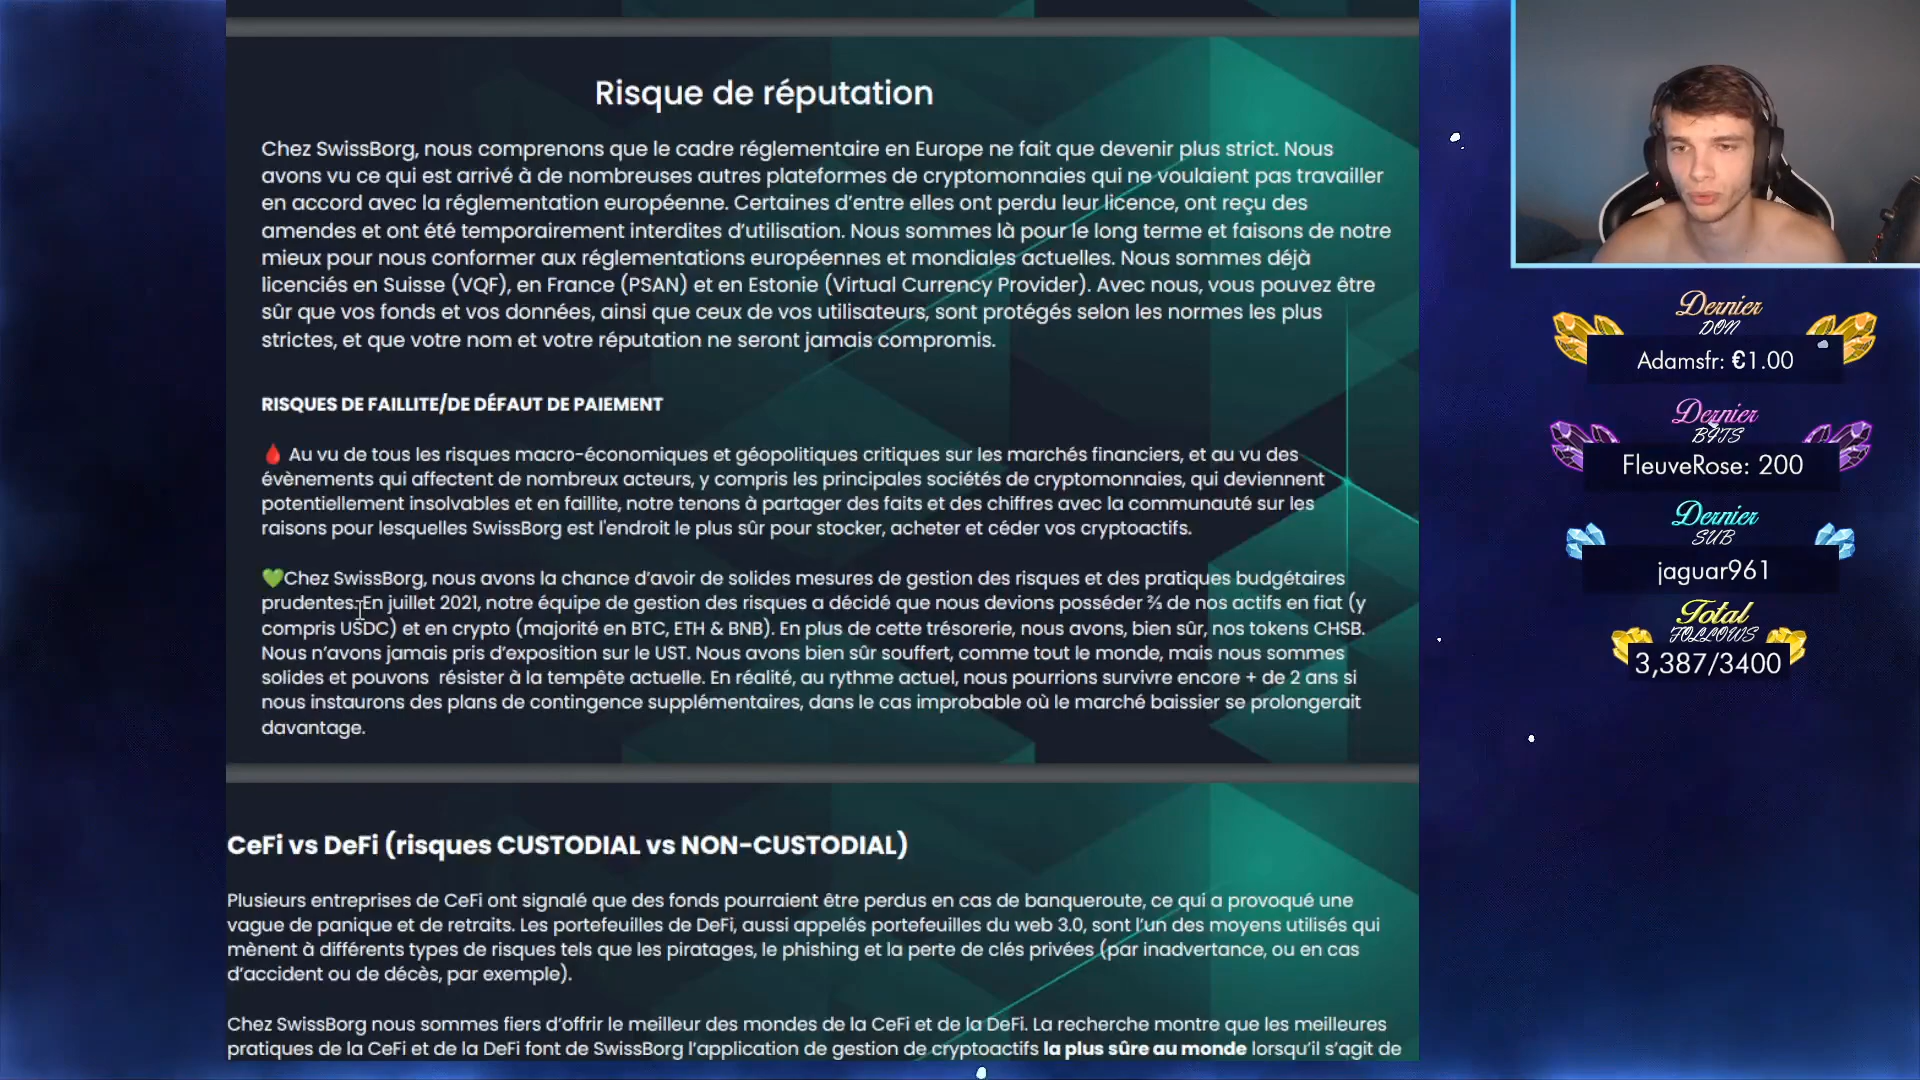 Risque de réputation
Chez SwissBorg, nous comprenons que le cadre réglementaire en Europe ne fait que devenir plus strict. Nous
avons vu ce qui est arrivé à de nombreuses autres plateformes de cryptomonnaies qui ne voulaient pas travailler
en accord avec la réglementation européenne. Certaines d'entre elles ont perdu leur licence, ont reçu des
amendes et ont été temporairement interdites d'utilisation. Nous sommes là pour le long terme et faisons de notre
mieux pour nous conformer aux réglementations européennes et mondiales actuelles. Nous sommes déjà
licenciés en Suisse (VQF), en France (PSAN) et en Estonie (Virtual Currency Provider). Avec nous, vous pouvez être
sûr que vos fonds et vos données, ainsi que ceux de vos utilisateurs, sont protégés selon les normes les plus
strictes, et que votre nom et votre réputation ne seront jamais compromis.
RISQUES DE FAILLITE/DE DÉFAUT DE PAIEMENT
🩸 Au vu de tous les risques macro-économiques et géopolitiques critiques sur les marchés financiers, et au vu des
évènements qui affectent de nombreux acteurs, y compris les principales sociétés de cryptomonnaies, qui deviennent
potentiellement insolvables et en faillite, notre tenons à partager des faits et des chiffres avec la communauté sur les
raisons pour lesquelles SwissBorg est l'endroit le plus sûr pour stocker, acheter et céder vos cryptoactifs.
💚Chez SwissBorg, nous avons la chance d'avoir de solides mesures de gestion des risques et des pratiques budgétaires
prudentes. En juillet 2021, notre équipe de gestion des risques a décidé que nous devions posséder ⅔ de nos actifs en fiat (y
compris USDC) et en crypto (majorité en BTC, ETH & BNB). En plus de cette trésorerie, nous avons, bien sûr, nos tokens CHSB.
Nous n'avons jamais pris d'exposition sur le UST. Nous avons bien sûr souffert, comme tout le monde, mais nous sommes
solides et pouvons résister à la tempête actuelle. En réalité, au rythme actuel, nous pourrions survivre encore + de 2 ans si
nous instaurons des plans de contingence supplémentaires, dans le cas improbable où le marché baissier se prolongerait
davantage.
CeFi vs DeFi (risques CUSTODIAL vs NON-CUSTODIAL)
Plusieurs entreprises de CeFi ont signalé que des fonds pourraient être perdus en cas de banqueroute, ce qui a provoqué une
vague de panique et de retraits. Les portefeuilles de DeFi, aussi appelés portefeuilles du web 3.0, sont l'un des moyens utilisés qui
mènent à différents types de risques tels que les piratages, le phishing et la perte de clés privées (par inadvertance, ou en cas
d'accident ou de décès, par exemple).
Chez SwissBorg nous sommes fiers d'offrir le meilleur des mondes de la CeFi et de la DeFi. La recherche montre que les meilleures
pratiques de la CeFi et de la DeFi font de SwissBorg l'application de gestion de cryptoactifs la plus sûre au monde lorsqu'il s'agit de
Dernier
DON
Adamsfr: €1.00
Dernier
BITS
FleuveRose: 200
Dernier
SUB
jaguar961
Total
FOLLOWS
3,387/3400